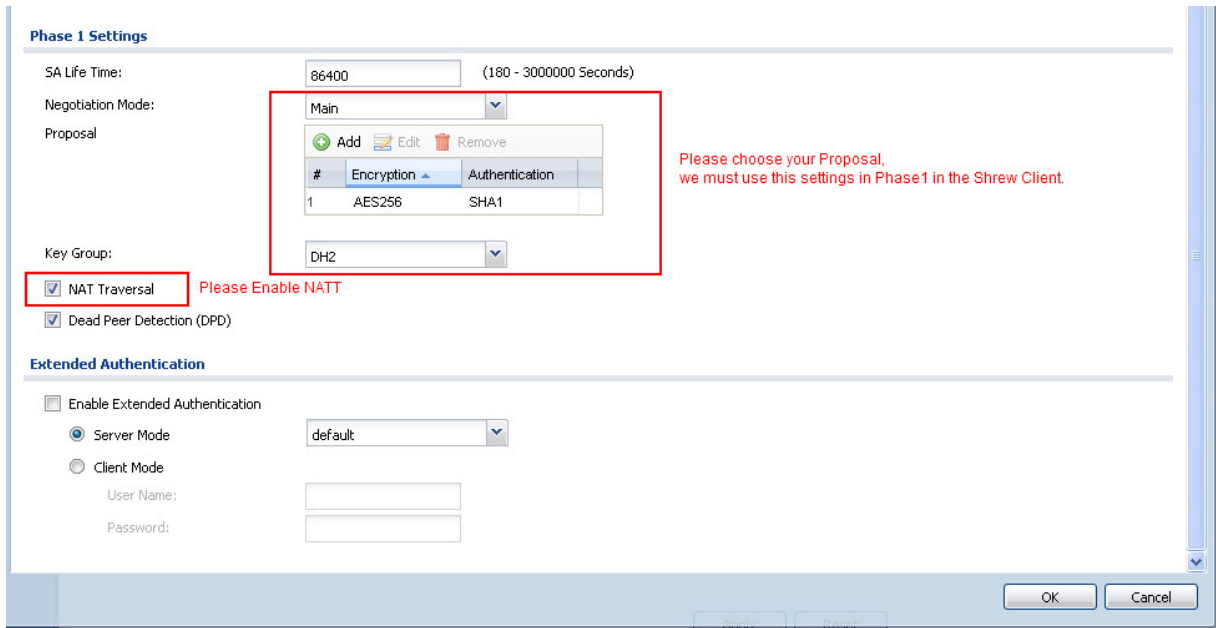 Phase 1 Settings
SA Life Time: 86400 (180 - 3000000 Seconds)
Negotiation Mode: Main
Proposal
Add Edit Remove
# Encryption Authentication
1 AES256 SHA1
Please choose your Proposal,
we must use this settings in Phase1 in the Shrew Client.
Key Group: DH2
NAT Traversal Please Enable NATT
Dead Peer Detection (DPD)
Extended Authentication
Enable Extended Authentication
Server Mode default
Client Mode
User Name:
Password:
OK Cancel
Apply Reset